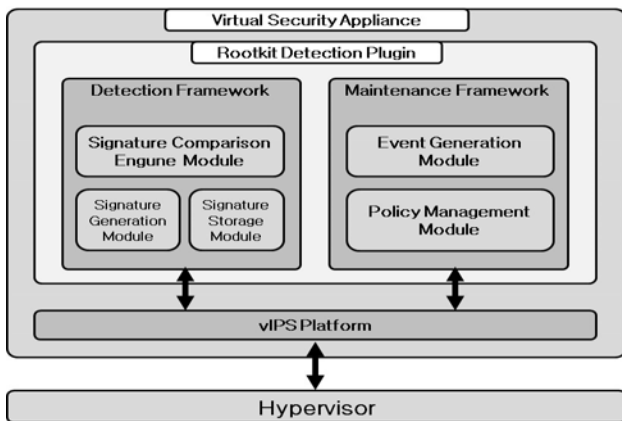 Virtual Security Appliance
Rootkit Detection Plugin
Detection Framework
Signature Comparison
Engune Module
Signature
Generation
Module
Signature
Storage
Module
Maintenance Framework
Event Generation
Module
Policy Management
Module
vIPS Platform
Hypervisor